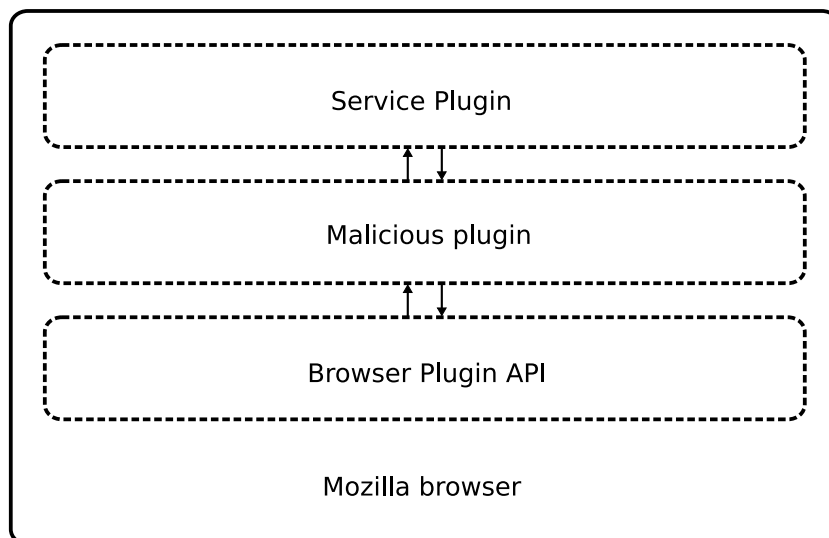 Service Plugin
Malicious plugin
Browser Plugin API
Mozilla browser